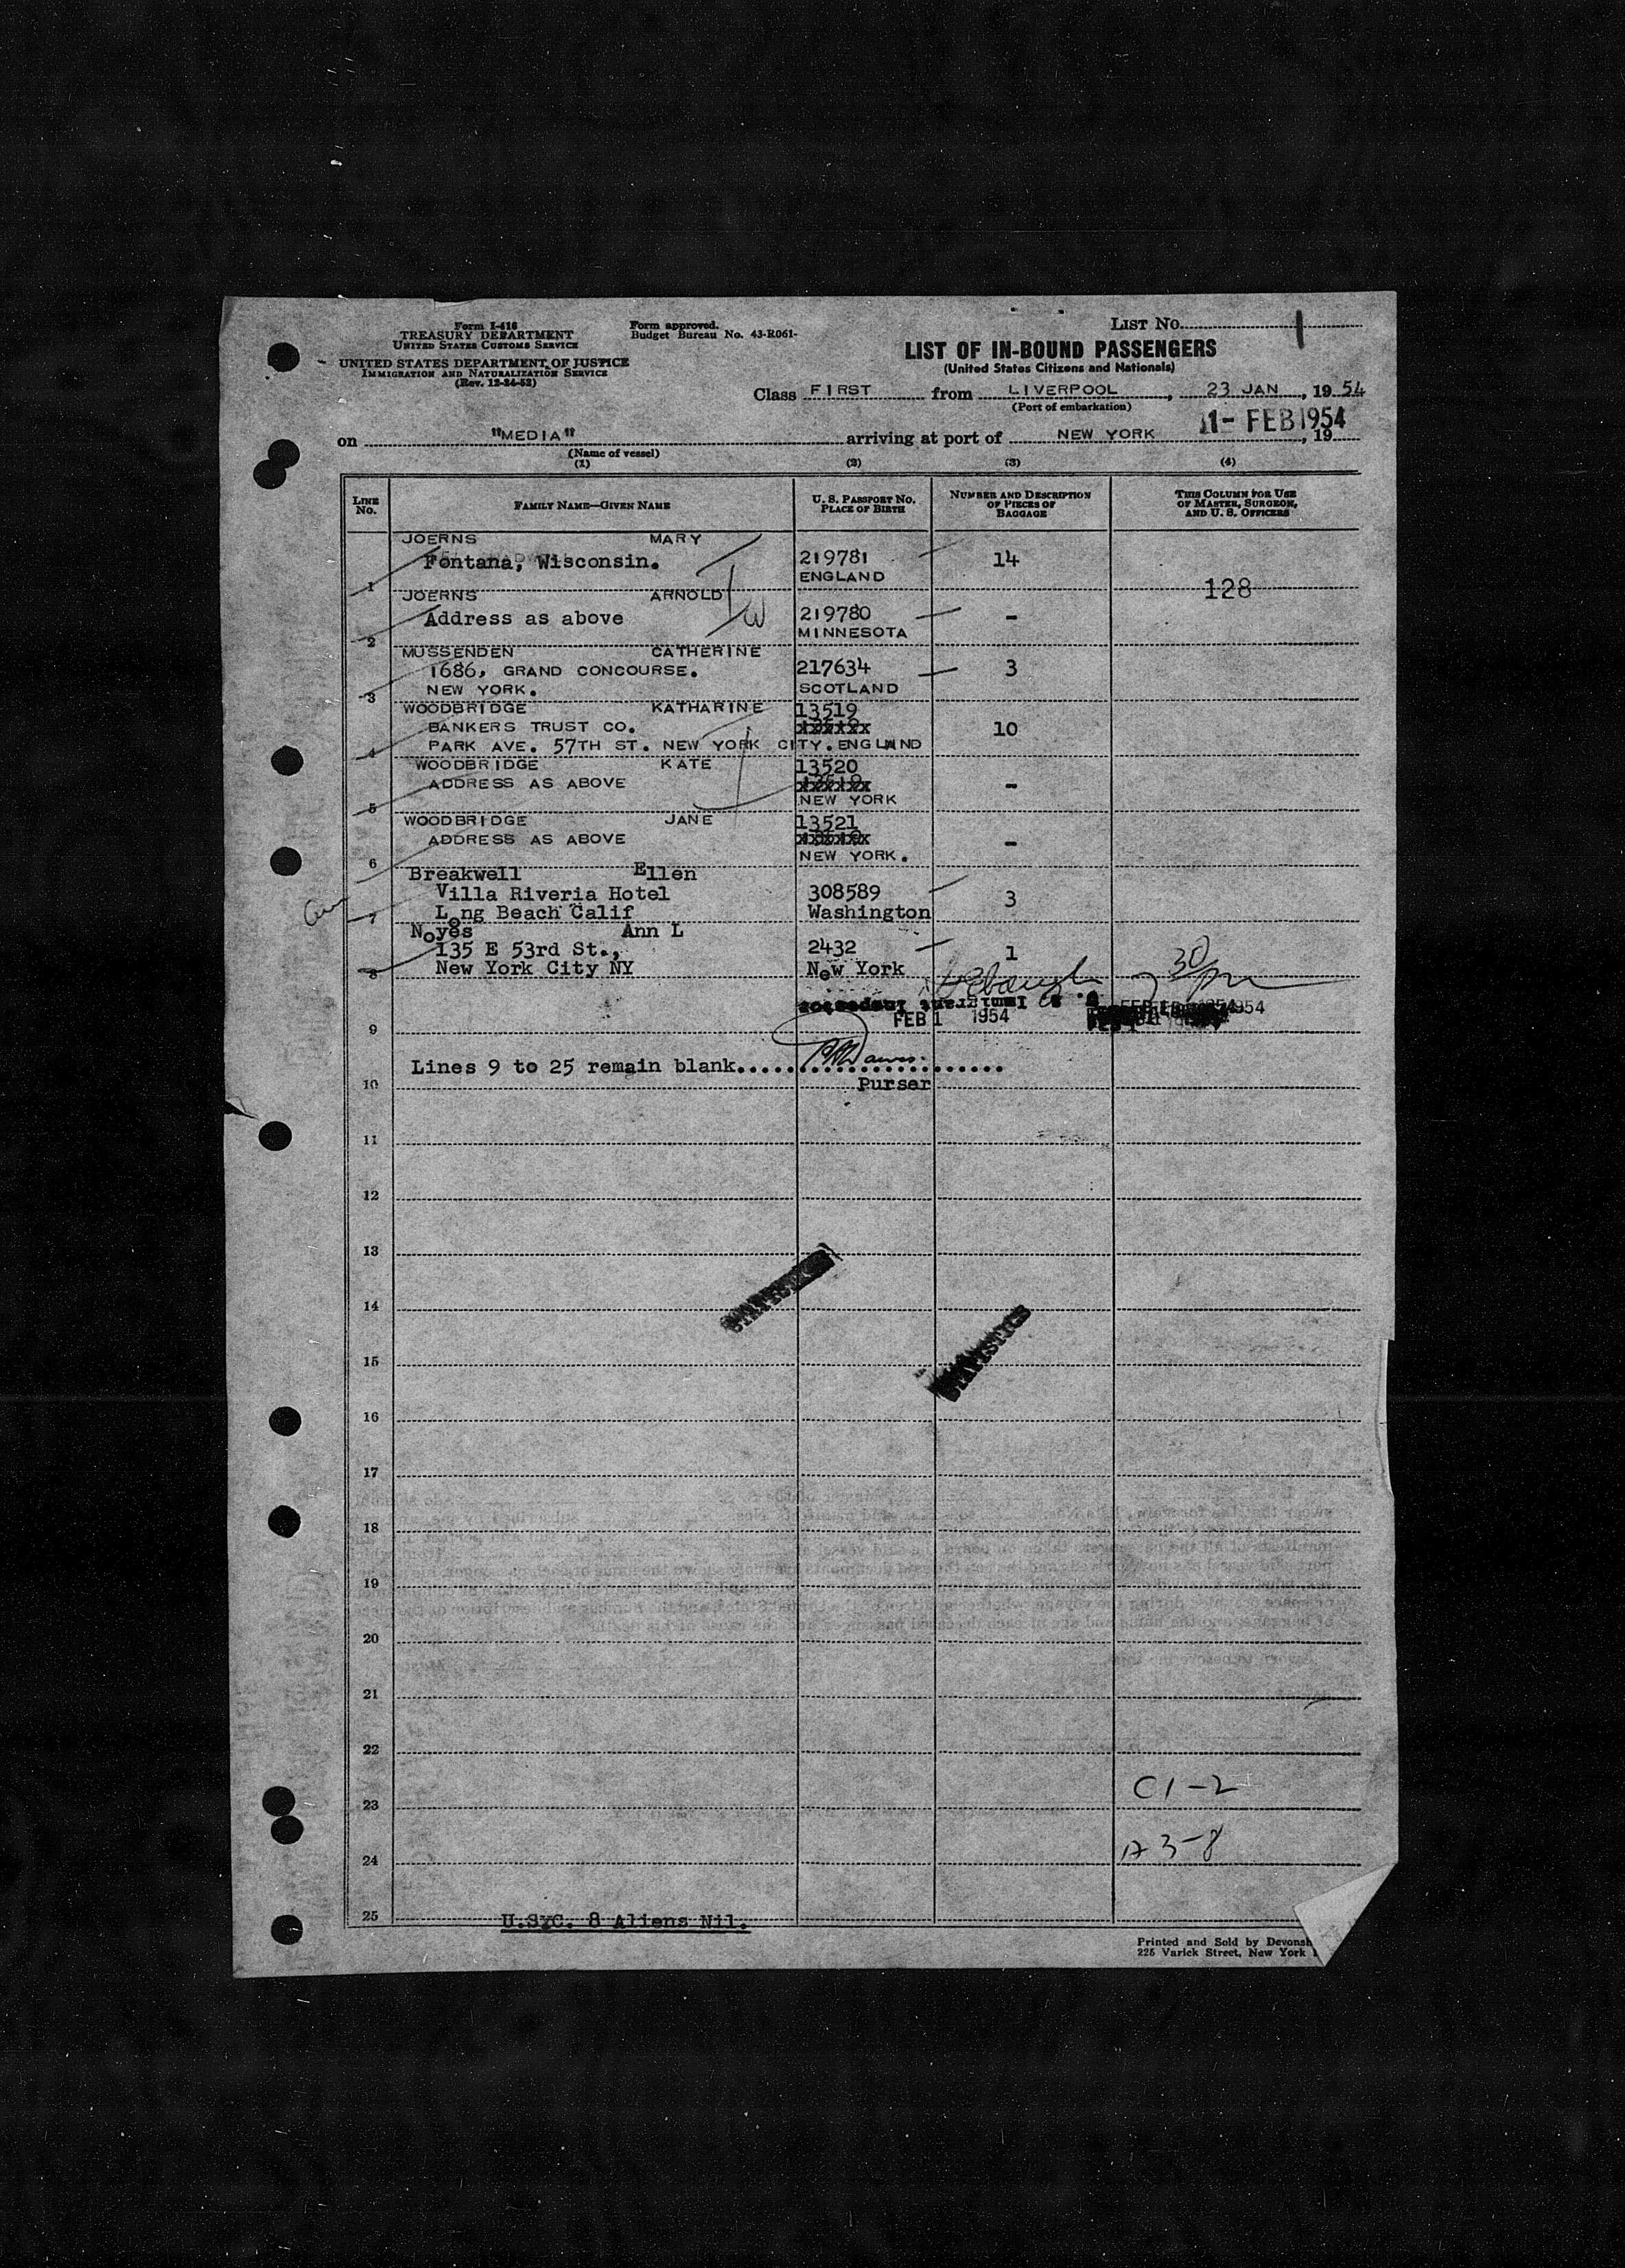 Form I-416
TREASURY DEPARTMENT
UNITED STATES CUSTOMS SERVICE
UNITED STATES DEPARTMENT OF JUSTICE
IMMIGRATION AND NATURALIZATION SERVICE
(Rev. 12-24-52)
Form approved.
Budget Bureau No. 43-R061-
LIST No. 1
LIST OF IN-BOUND PASSENGERS
(United States Citizens and Nationals)
Class FIRST from LIVERPOOL, 23 JAN, 1954
(Port of embarkation)
on "MEDIA" arriving at port of NEW YORK 1- FEB 1954, 19
(Name of vessel)
(1) (2) (3) (4)
LINE No. FAMILY NAME—GIVEN NAME U. S. PASSPORT NO. PLACE OF BIRTH NUMBER AND DESCRIPTION OF PIECES OF BAGGAGE THIS COLUMN FOR USE OF MASTER, SURGEON, AND U. S. OFFICERS
JOERNS MARY
Fontana, Wisconsin. 219781 14
1 ENGLAND
128
JOERNS ARNOLD
Address as above 219780 -
2 MINNESOTA
MUSSENDEN CATHERINE
1686, GRAND CONCOURSE. 217634 3
3 NEW YORK. SCOTLAND
WOODBRIDGE KATHARINE 13519
BANKERS TRUST CO. 10
4 PARK AVE. 57TH ST. NEW YORK CITY. ENGLAND
WOODBRIDGE KATE 13520
ADDRESS AS ABOVE -
5 NEW YORK
WOODBRIDGE JANE 13521
ADDRESS AS ABOVE -
6 NEW YORK.
Breakwell Ellen
Villa Riveria Hotel 308589 3
7 Long Beach Calif Washington
Noyes Ann L
135 E 53rd St., 2432 1
8 New York City NY New York
30
Immigrant Inspector
FEB 1 1954
9
Lines 9 to 25 remain blank
10 Purser
11
12
13
14
STATISTICS
15
16
17
18
19
20
21
22
C 1-2
23
A 3-8
24
25 U.S.C. 8 Aliens Nil.
Printed and Sold by
225 Varick Street, New York